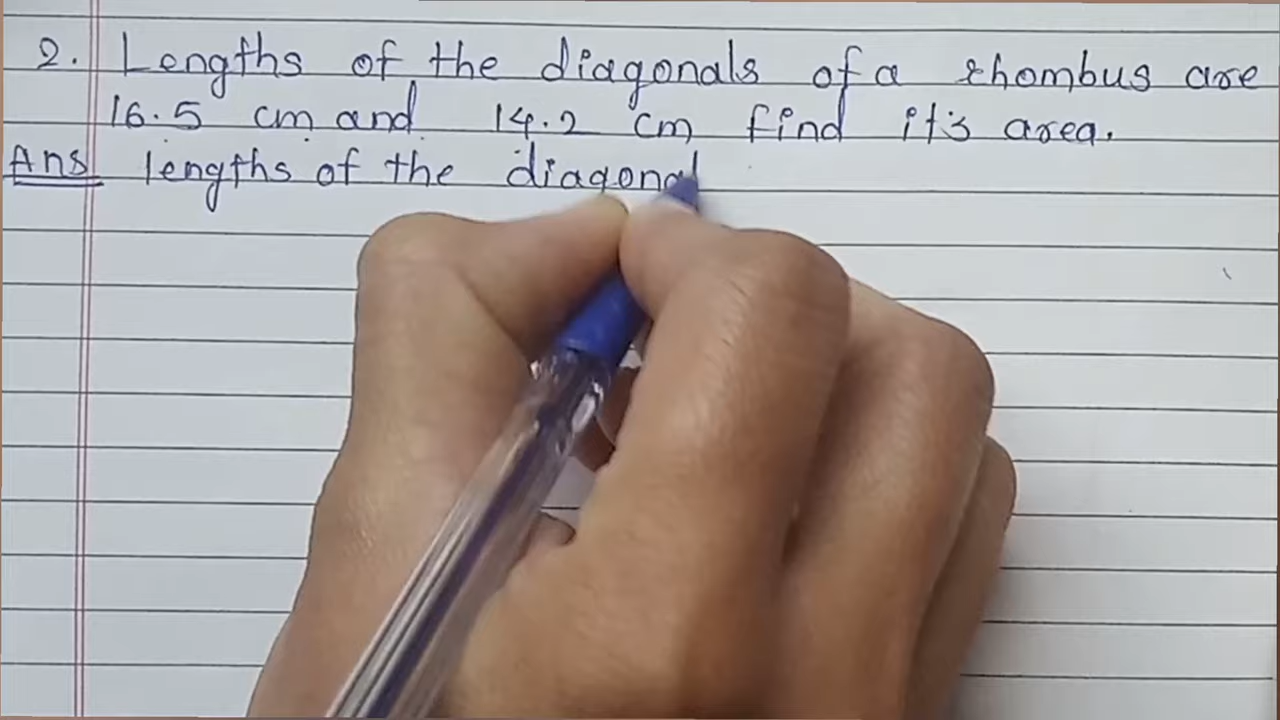 2. Lengths of the diagonals of a rhombus are
16.5 cm and 14.2 cm find it's area.
Ans lengths of the diagonal